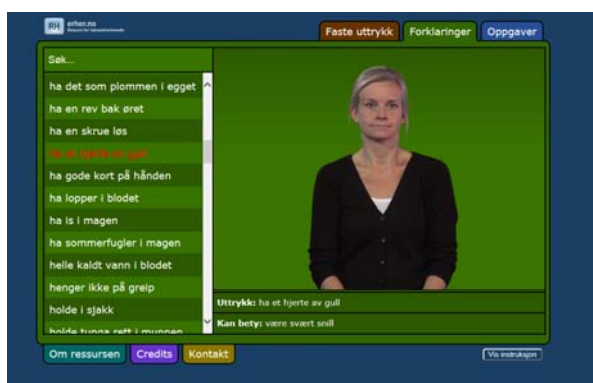 RH erher.no
Faste uttrykk Forklaringer Oppgaver
Søk...
ha det som plommen i egget
ha en rev bak øret
ha en skrue løs
ha et hjerte av gull
ha gode kort på hånden
ha lopper i blodet
ha is i magen
ha sommerfugler i magen
helle kaldt vann i blodet
henger ikke på greip
holde i sjakk
holde tunga rett i munnen
Uttrykk: ha et hjerte av gull
Kan bety: være svært snill
Om ressursen Credits Kontakt
Vis instruksjon